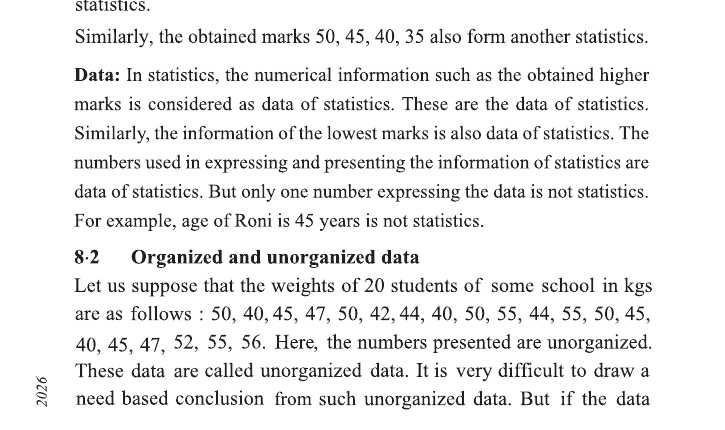 statistics.
Similarly, the obtained marks 50, 45, 40, 35 also form another statistics.
Data: In statistics, the numerical information such as the obtained higher
marks is considered as data of statistics. These are the data of statistics.
Similarly, the information of the lowest marks is also data of statistics. The
numbers used in expressing and presenting the information of statistics are
data of statistics. But only one number expressing the data is not statistics.
For example, age of Roni is 45 years is not statistics.
8·2 Organized and unorganized data
Let us suppose that the weights of 20 students of some school in kgs
are as follows : 50, 40, 45, 47, 50, 42, 44, 40, 50, 55, 44, 55, 50, 45,
40, 45, 47, 52, 55, 56. Here, the numbers presented are unorganized.
These data are called unorganized data. It is very difficult to draw a
need based conclusion from such unorganized data. But if the data
2026